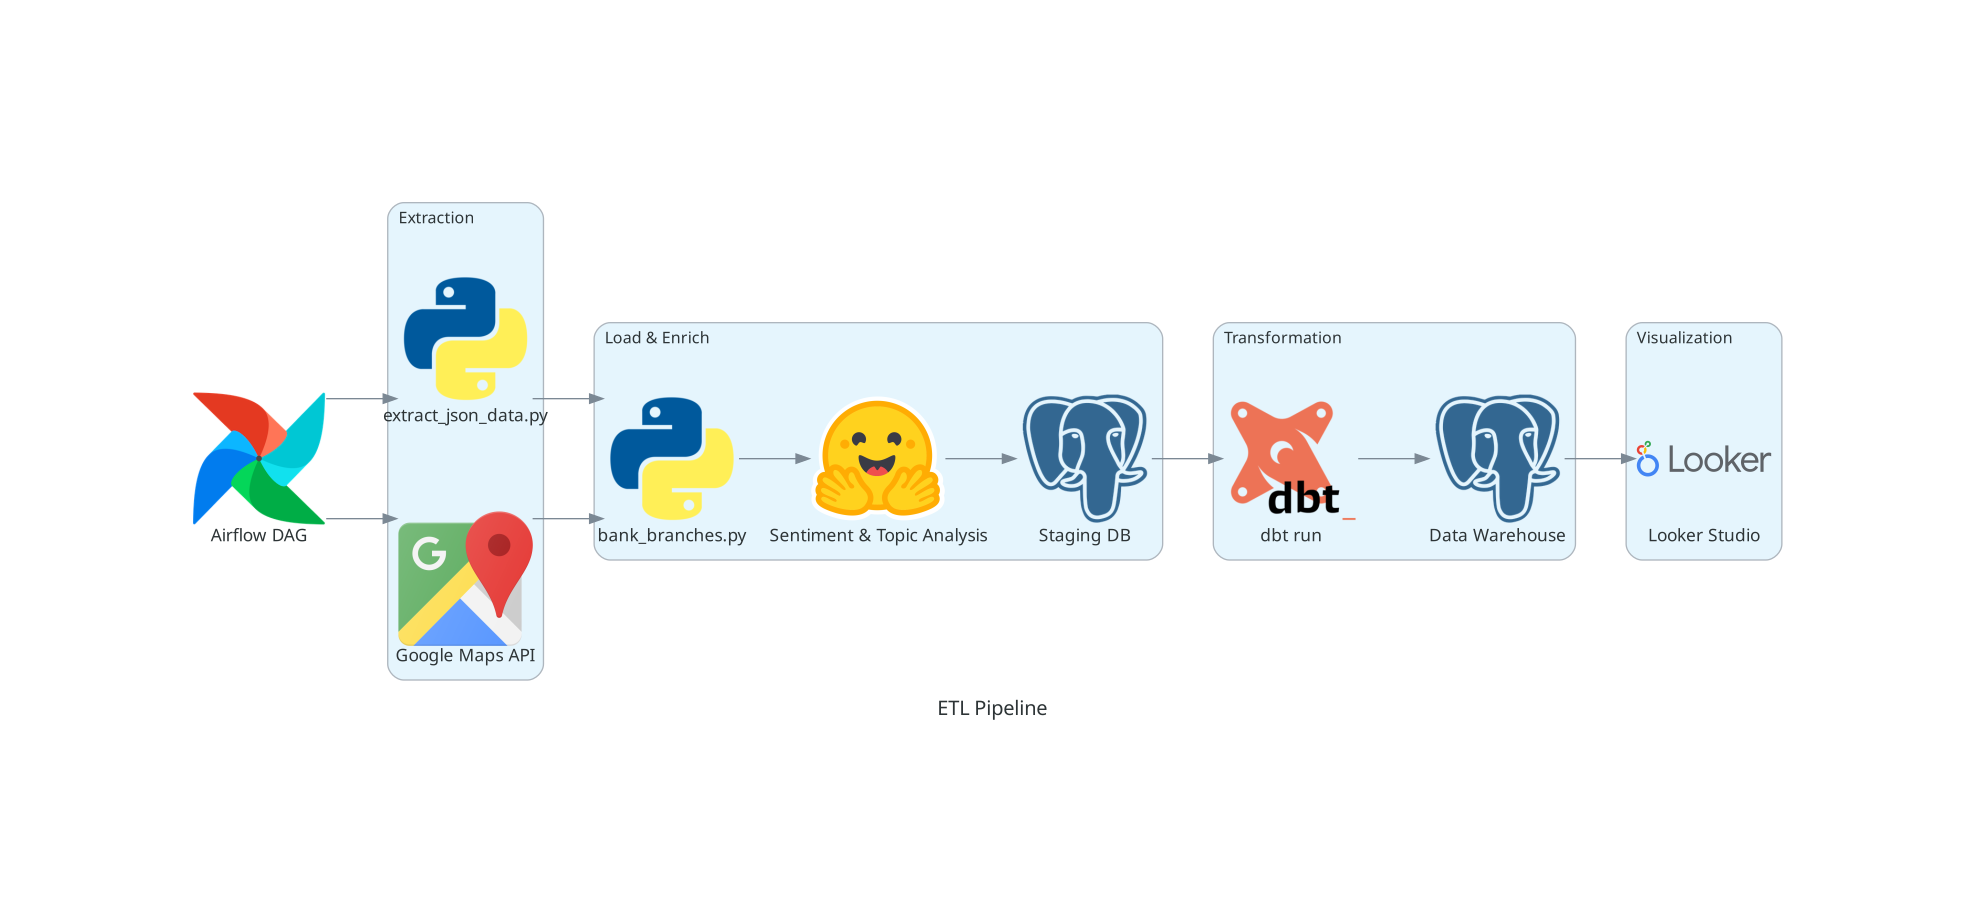 Extraction
extract_json_data.py
Airflow DAG
G
Google Maps API
Load & Enrich
bank_branches.py
Sentiment & Topic Analysis
Staging DB
Transformation
dbt_
dbt run
Data Warehouse
Visualization
Looker
Looker Studio
ETL Pipeline